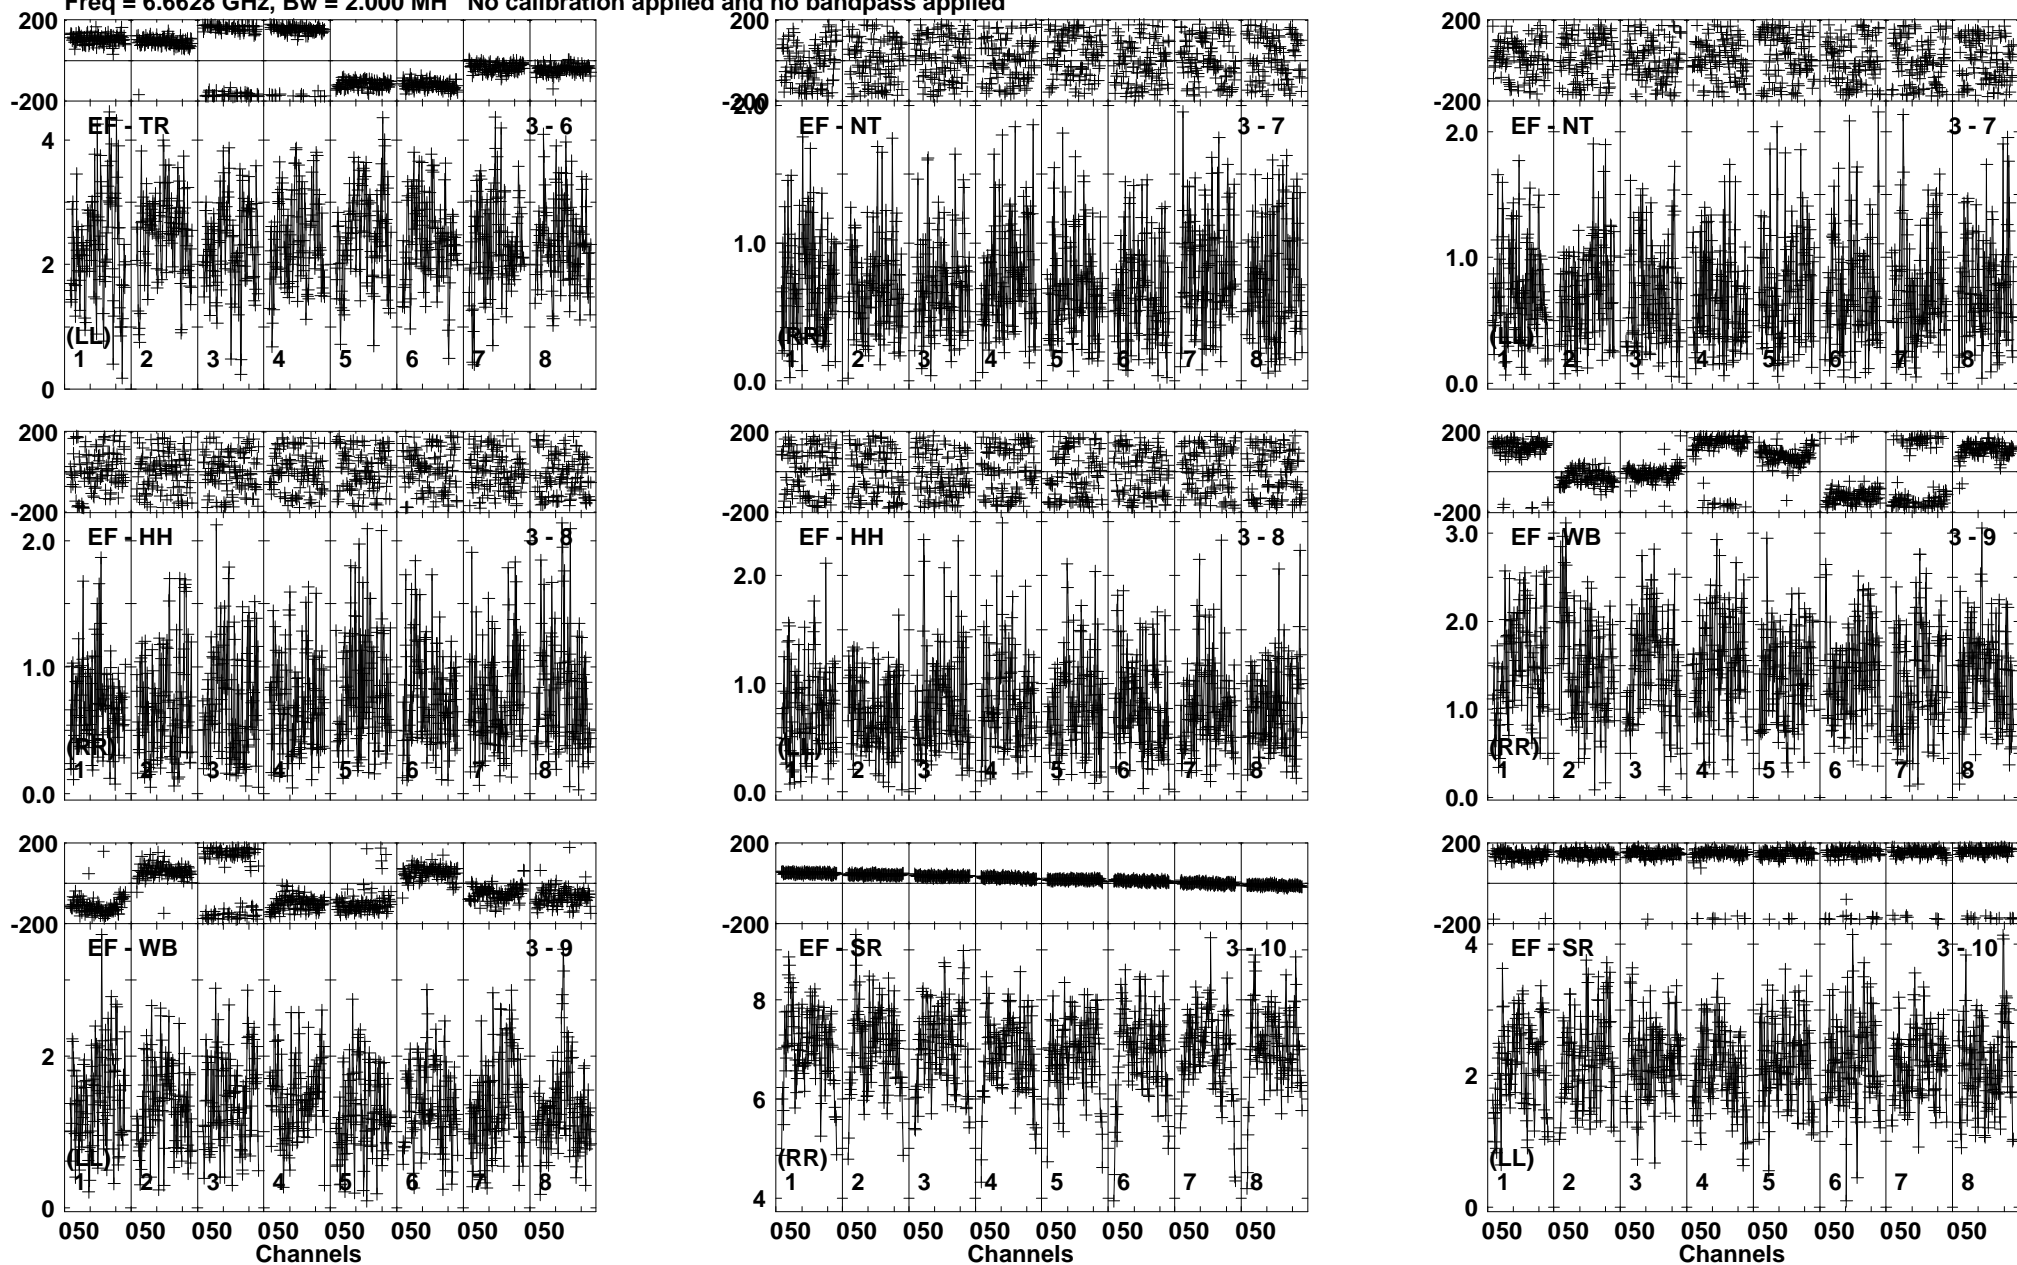 Freq = 6.6628 GHz, Bw = 2.000 MH No calibration applied and no bandpass applied
200
-200
EF - TR 3 - 6
4
2
0
(LL)
1 2 3 4 5 6 7 8
200
-200
2.0
EF - NT 3 - 7
1.0
0.0
(RR)
1 2 3 4 5 6 7 8
200
-200
EF - NT 3 - 7
2.0
1.0
0.0
(LL)
1 2 3 4 5 6 7 8
200
-200
EF - HH 3 - 8
2.0
1.0
0.0
(RR)
1 2 3 4 5 6 7 8
200
-200
EF - HH 3 - 8
2.0
1.0
0.0
(LL)
1 2 3 4 5 6 7 8
200
-200
EF - WB 3 - 9
3.0
2.0
1.0
0.0
(RR)
1 2 3 4 5 6 7 8
200
-200
EF - WB 3 - 9
2
0
(LL)
1 2 3 4 5 6 7 8
050 050 050 050 050 050 050 050
Channels
200
-200
EF - SR 3 - 10
8
6
4
(RR)
1 2 3 4 5 6 7 8
050 050 050 050 050 050 050 050
Channels
200
-200
EF - SR 3 - 10
4
2
0
(LL)
1 2 3 4 5 6 7 8
050 050 050 050 050 050 050 050
Channels